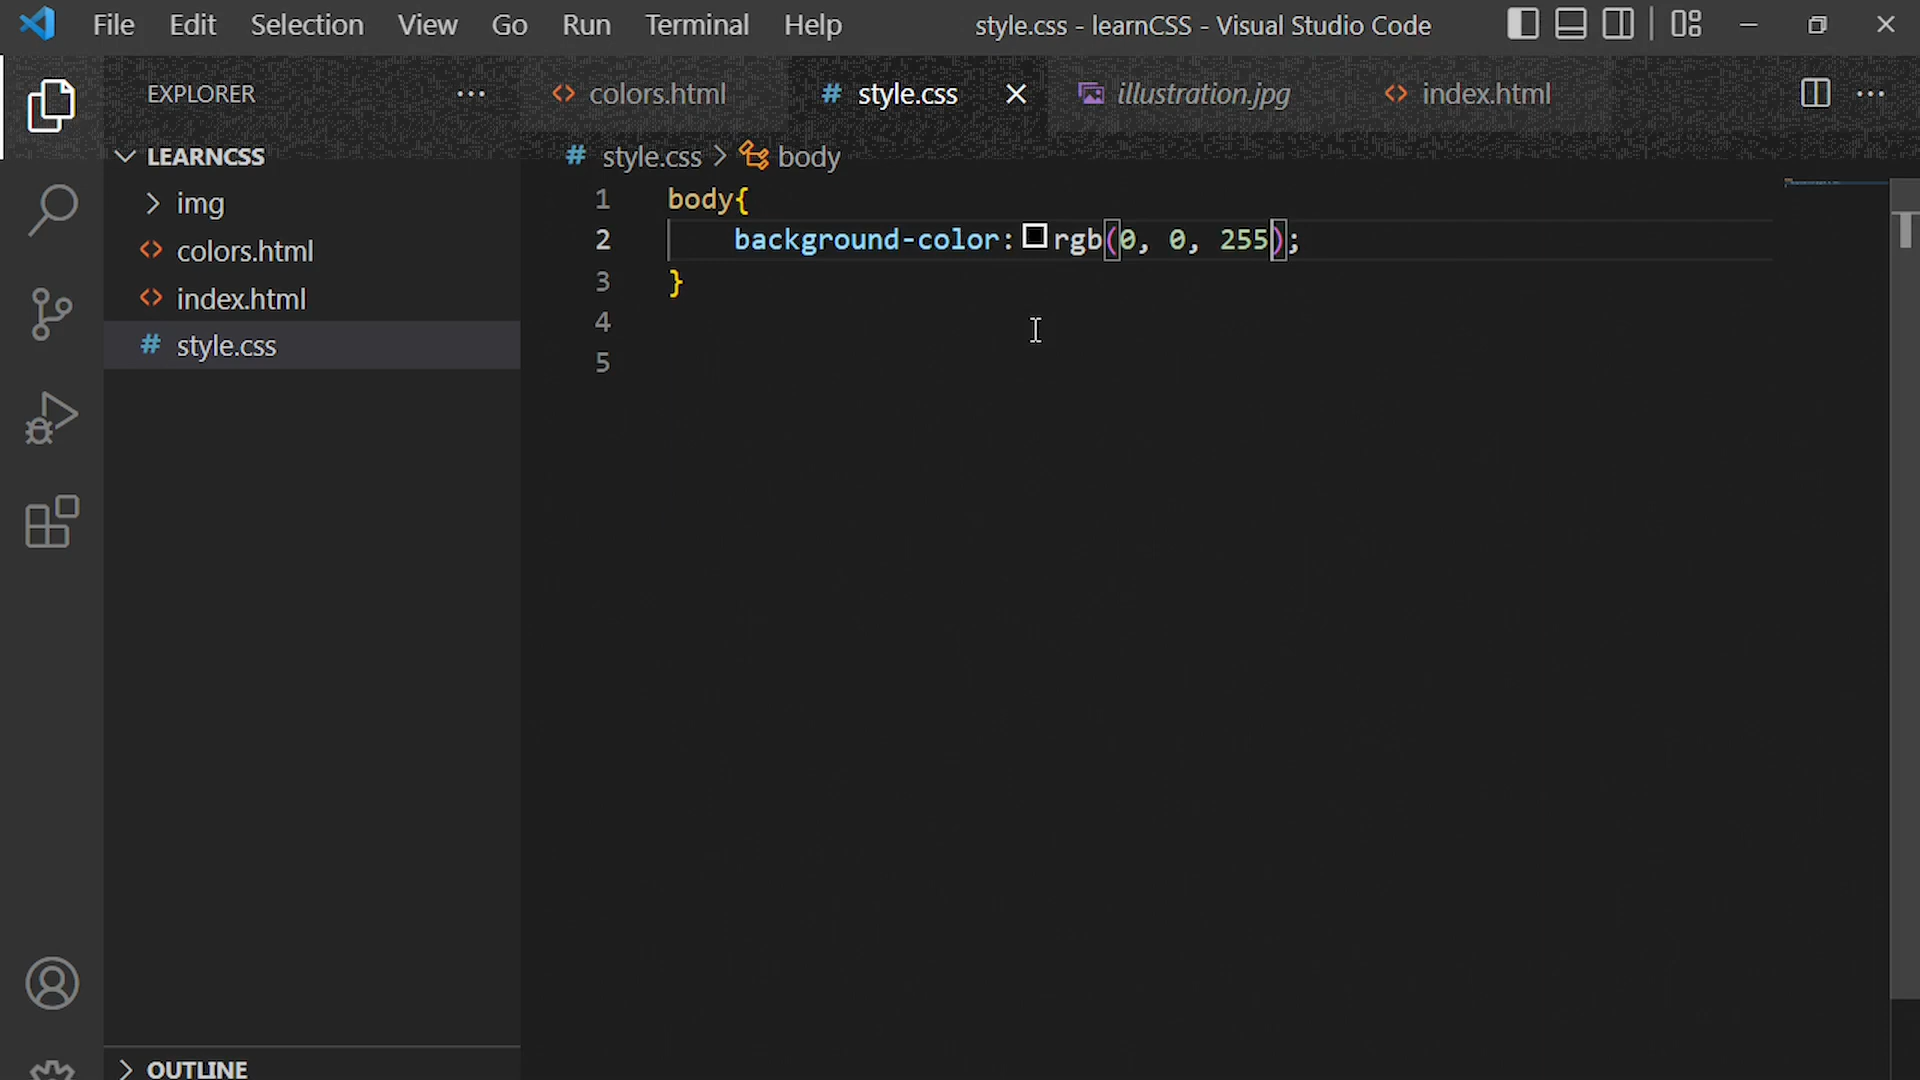 File Edit Selection View Go Run Terminal Help style.css - learnCSS - Visual Studio Code
EXPLORER ··· colors.html # style.css illustration.jpg index.html ···
LEARNCSS
# style.css > body
img
colors.html
index.html
# style.css
1 body{
2 background-color:rgb(0, 0, 255);
3 }
4
5
OUTLINE